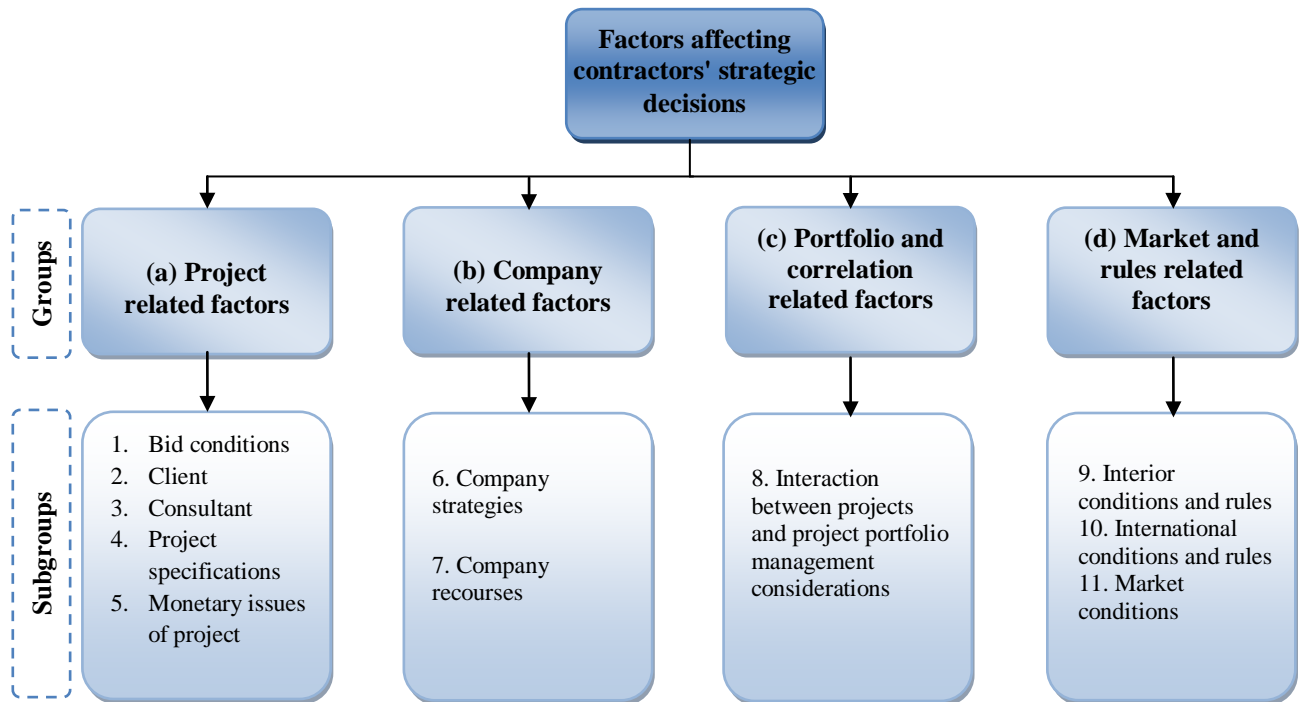 Factors affecting
contractors' strategic
decisions
Groups
(a) Project
related factors
(b) Company
related factors
(c) Portfolio and
correlation
related factors
(d) Market and
rules related
factors
Subgroups
1. Bid conditions
2. Client
3. Consultant
4. Project
specifications
5. Monetary issues
of project
6. Company
strategies
7. Company
recourses
8. Interaction
between projects
and project portfolio
management
considerations
9. Interior
conditions and rules
10. International
conditions and rules
11. Market
conditions